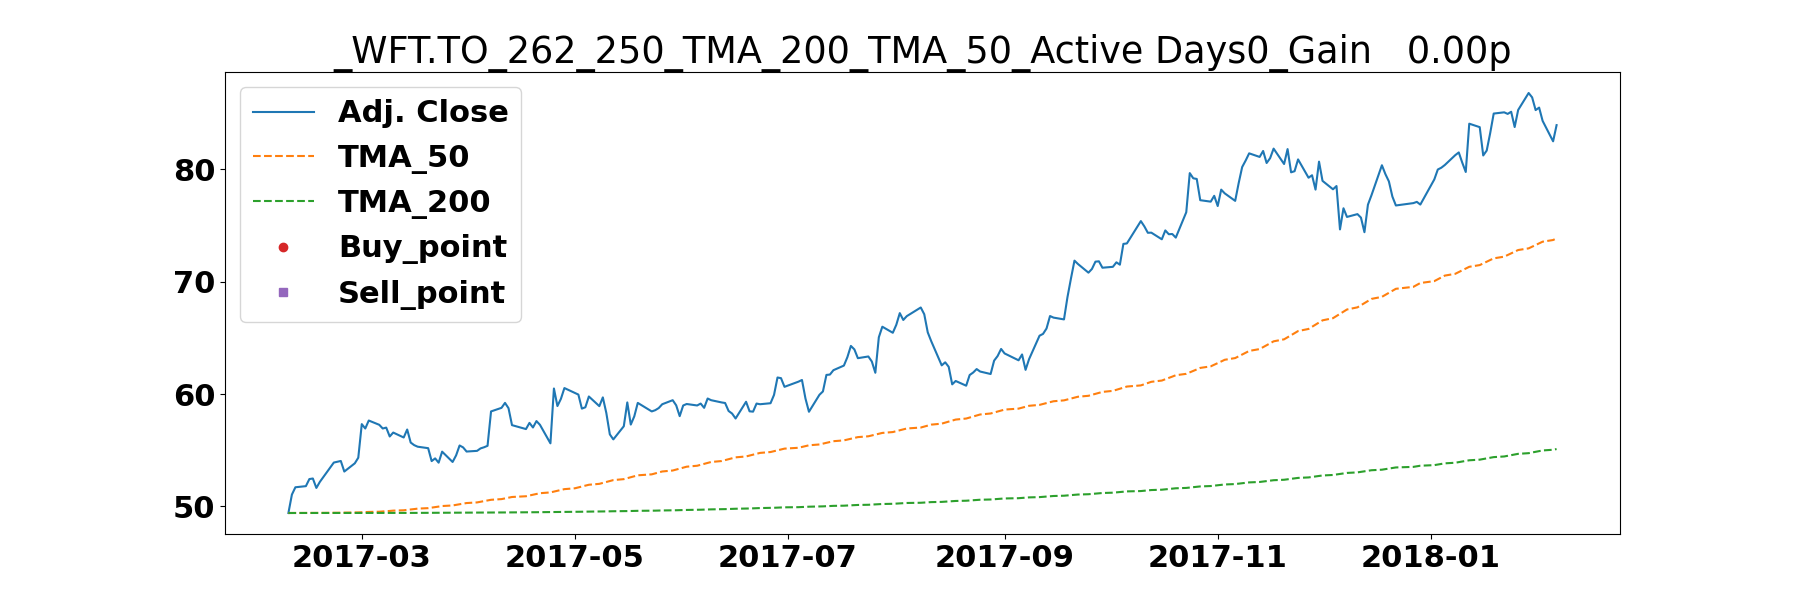 _WFT.TO_262_250_TMA_200_TMA_50_Active Days0_Gain   0.00p
Adj. Close
TMA_50
TMA_200
Buy_point
Sell_point
80
70
60
50
2017-03 2017-05 2017-07 2017-09 2017-11 2018-01